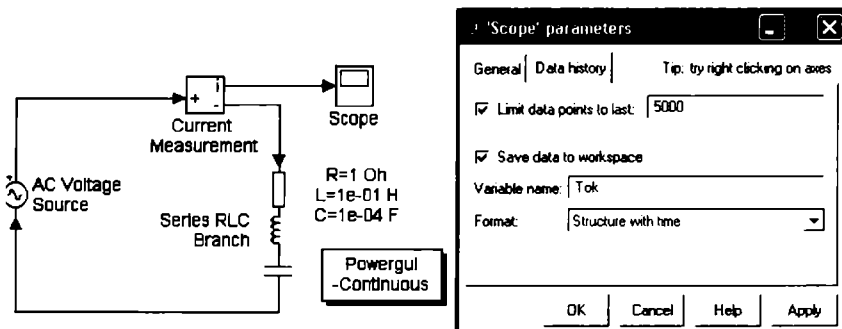 'Scope' parameters
General
Data history
Tip: try right clicking on axes
Limit data points to last:
5000
Save data to workspace
Variable name:
Tok
Format:
Structure with time
OK
Cancel
Help
Apply
+
i
Current
Measurement
Scope
AC Voltage
Source
R=1 Oh
L=1e-01 H
C=1e-04 F
Series RLC
Branch
Powergui
-Continuous